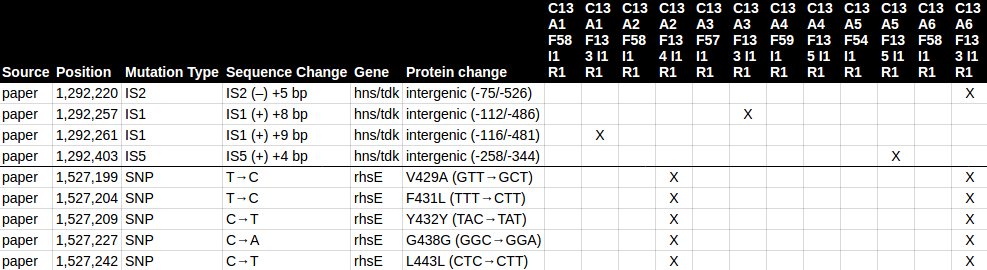 C13 C13 C13 C13 C13 C13 C13 C13 C13 C13 C13 C13
A1 A1 A2 A2 A3 A3 A4 A4 A5 A5 A6 A6
F58 F13 F58 F13 F57 F13 F59 F13 F54 F13 F58 F13
I1 3 I1 I1 4 I1 I1 3 I1 I1 5 I1 I1 5 I1 I1 3 I1
Source Position Mutation Type Sequence Change Gene Protein change R1 R1 R1 R1 R1 R1 R1 R1 R1 R1 R1 R1
paper 1,292,220 IS2 IS2 (–) +5 bp hns/tdk intergenic (-75/-526) X
paper 1,292,257 IS1 IS1 (+) +8 bp hns/tdk intergenic (-112/-486) X
paper 1,292,261 IS1 IS1 (+) +9 bp hns/tdk intergenic (-116/-481) X
paper 1,292,403 IS5 IS5 (+) +4 bp hns/tdk intergenic (-258/-344) X
paper 1,527,199 SNP T→C rhsE V429A (GTT→GCT) X X
paper 1,527,204 SNP T→C rhsE F431L (TTT→CTT) X X
paper 1,527,209 SNP C→T rhsE Y432Y (TAC→TAT) X X
paper 1,527,227 SNP C→A rhsE G438G (GGC→GGA) X X
paper 1,527,242 SNP C→T rhsE L443L (CTC→CTT) X X